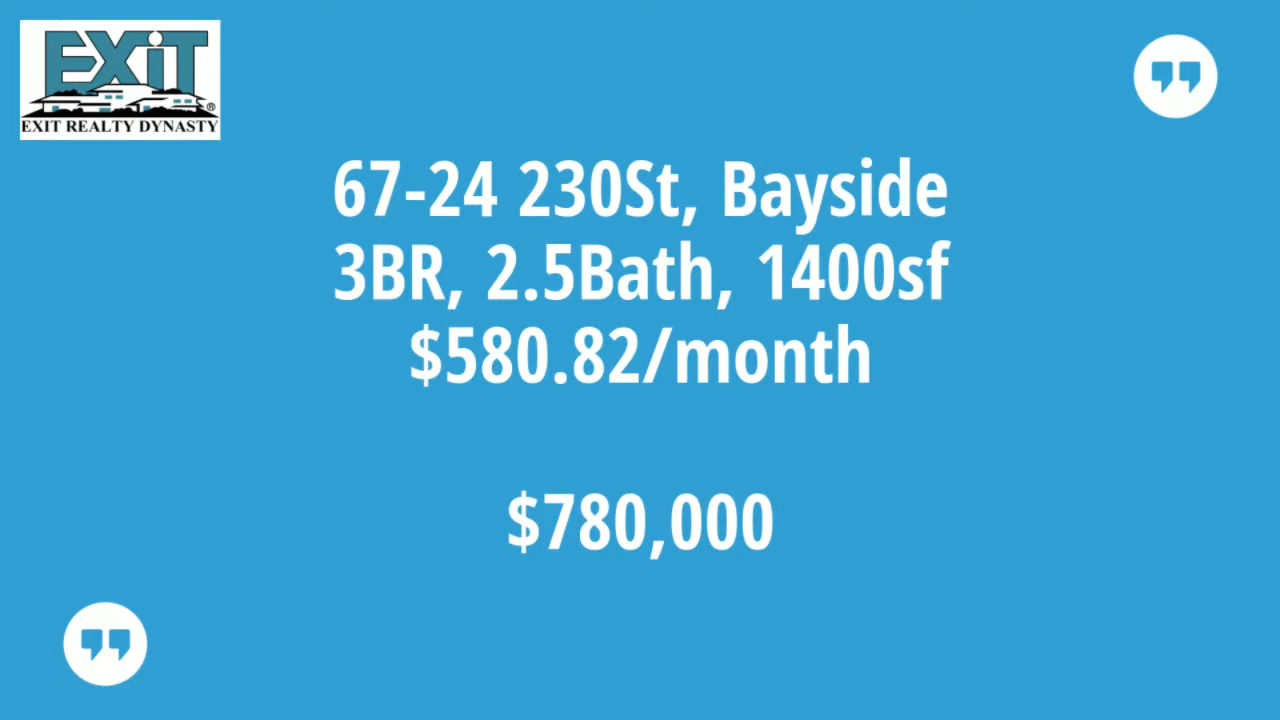 EXiT
®
EXIT REALTY DYNASTY
67-24 230St, Bayside
3BR, 2.5Bath, 1400sf
$580.82/month
$780,000